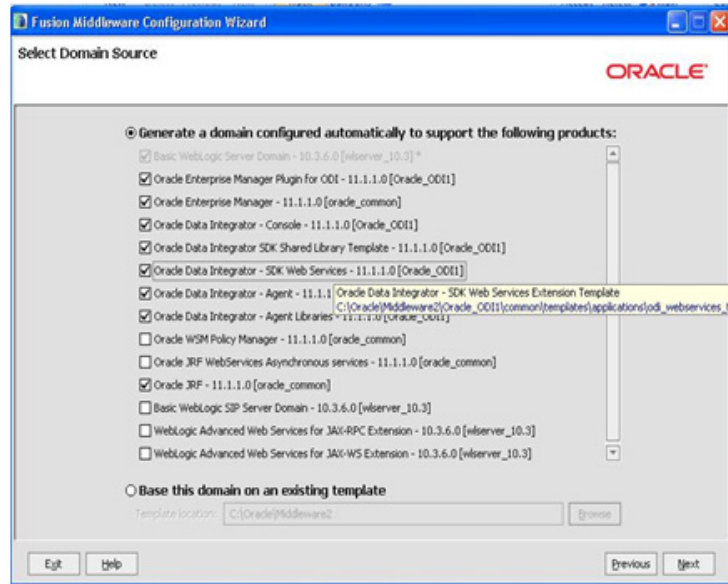 Fusion Middleware Configuration Wizard
Select Domain Source
ORACLE
Generate a domain configured automatically to support the following products:
Basic WebLogic Server Domain - 10.3.6.0 [wlserver_10.3] *
Oracle Enterprise Manager Plugin for ODI - 11.1.1.0 [Oracle_ODI1]
Oracle Enterprise Manager - 11.1.1.0 [oracle_common]
Oracle Data Integrator - Console - 11.1.1.0 [Oracle_ODI1]
Oracle Data Integrator SDK Shared Library Template - 11.1.1.0 [Oracle_ODI1]
Oracle Data Integrator - SDK Web Services - 11.1.1.0 [Oracle_ODI1]
Oracle Data Integrator - Agent - 11.1.1
Oracle Data Integrator - SDK Web Services Extension Template
C:\Oracle\Middleware2\Oracle_ODI1\common\templates\applications\odi_webservices_t
Oracle Data Integrator - Agent Libraries - 11.1.1.0 [Oracle_ODI1]
Oracle WSM Policy Manager - 11.1.1.0 [oracle_common]
Oracle JRF WebServices Asynchronous services - 11.1.1.0 [oracle_common]
Oracle JRF - 11.1.1.0 [oracle_common]
Basic WebLogic SIP Server Domain - 10.3.6.0 [wlserver_10.3]
WebLogic Advanced Web Services for JAX-RPC Extension - 10.3.6.0 [wlserver_10.3]
WebLogic Advanced Web Services for JAX-WS Extension - 10.3.6.0 [wlserver_10.3]
Base this domain on an existing template
Template location: C:\Oracle\Middleware2 Browse
Exit Help Previous Next